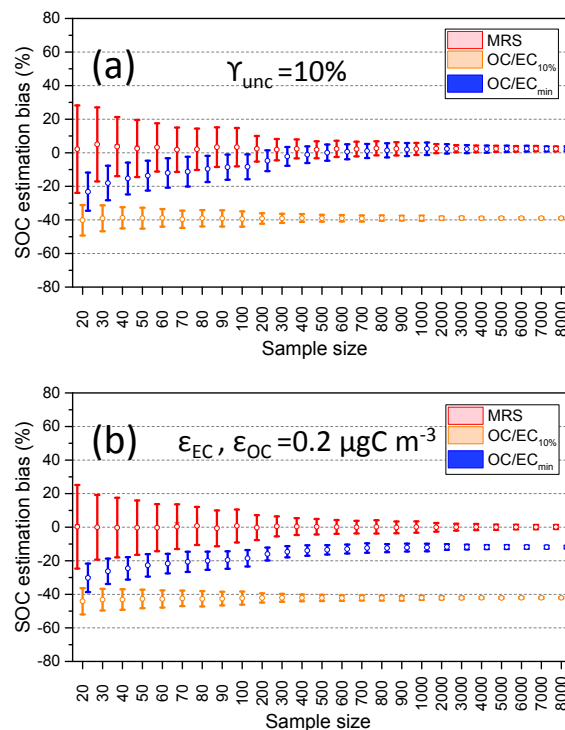 80
60
40
20
0
-20
-40
-60
-80
SOC estimation bias (%)
(a)
ϒunc =10%
MRS
OC/EC10%
OC/ECmin
20 30 40 50 60 70 80 90 100 200 300 400 500 600 700 800 900 1000 2000 3000 4000 5000 6000 7000 8000
Sample size
80
60
40
20
0
-20
-40
-60
-80
SOC estimation bias (%)
(b)
εEC , εOC =0.2 µgC m-3
MRS
OC/EC10%
OC/ECmin
20 30 40 50 60 70 80 90 100 200 300 400 500 600 700 800 900 1000 2000 3000 4000 5000 6000 7000 8000
Sample size